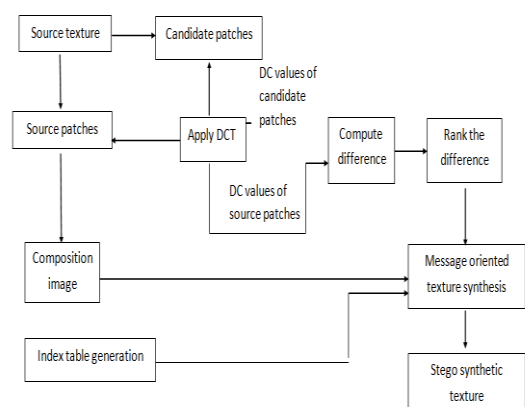 Source texture
Candidate patches
DC values of
candidate
patches
Source patches
Apply DCT
Compute
difference
Rank the
difference
DC values of
source patches
Composition
image
Message oriented
texture synthesis
Index table generation
Stego synthetic
texture